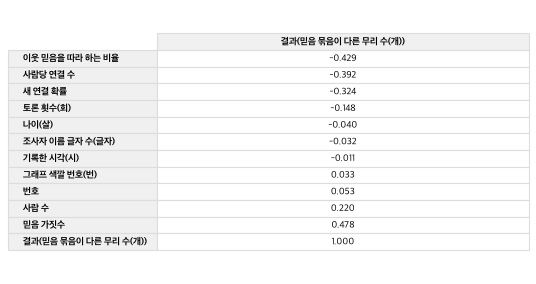 결과(믿음 묶음이 다른 무리 수(개))
이웃 믿음을 따라 하는 비율 -0.429
사람당 연결 수 -0.392
새 연결 확률 -0.324
토론 횟수(회) -0.148
나이(살) -0.040
조사자 이름 글자 수(글자) -0.032
기록한 시각(시) -0.011
그래프 색깔 번호(번) 0.033
번호 0.053
사람 수 0.220
믿음 가짓수 0.478
결과(믿음 묶음이 다른 무리 수(개)) 1.000